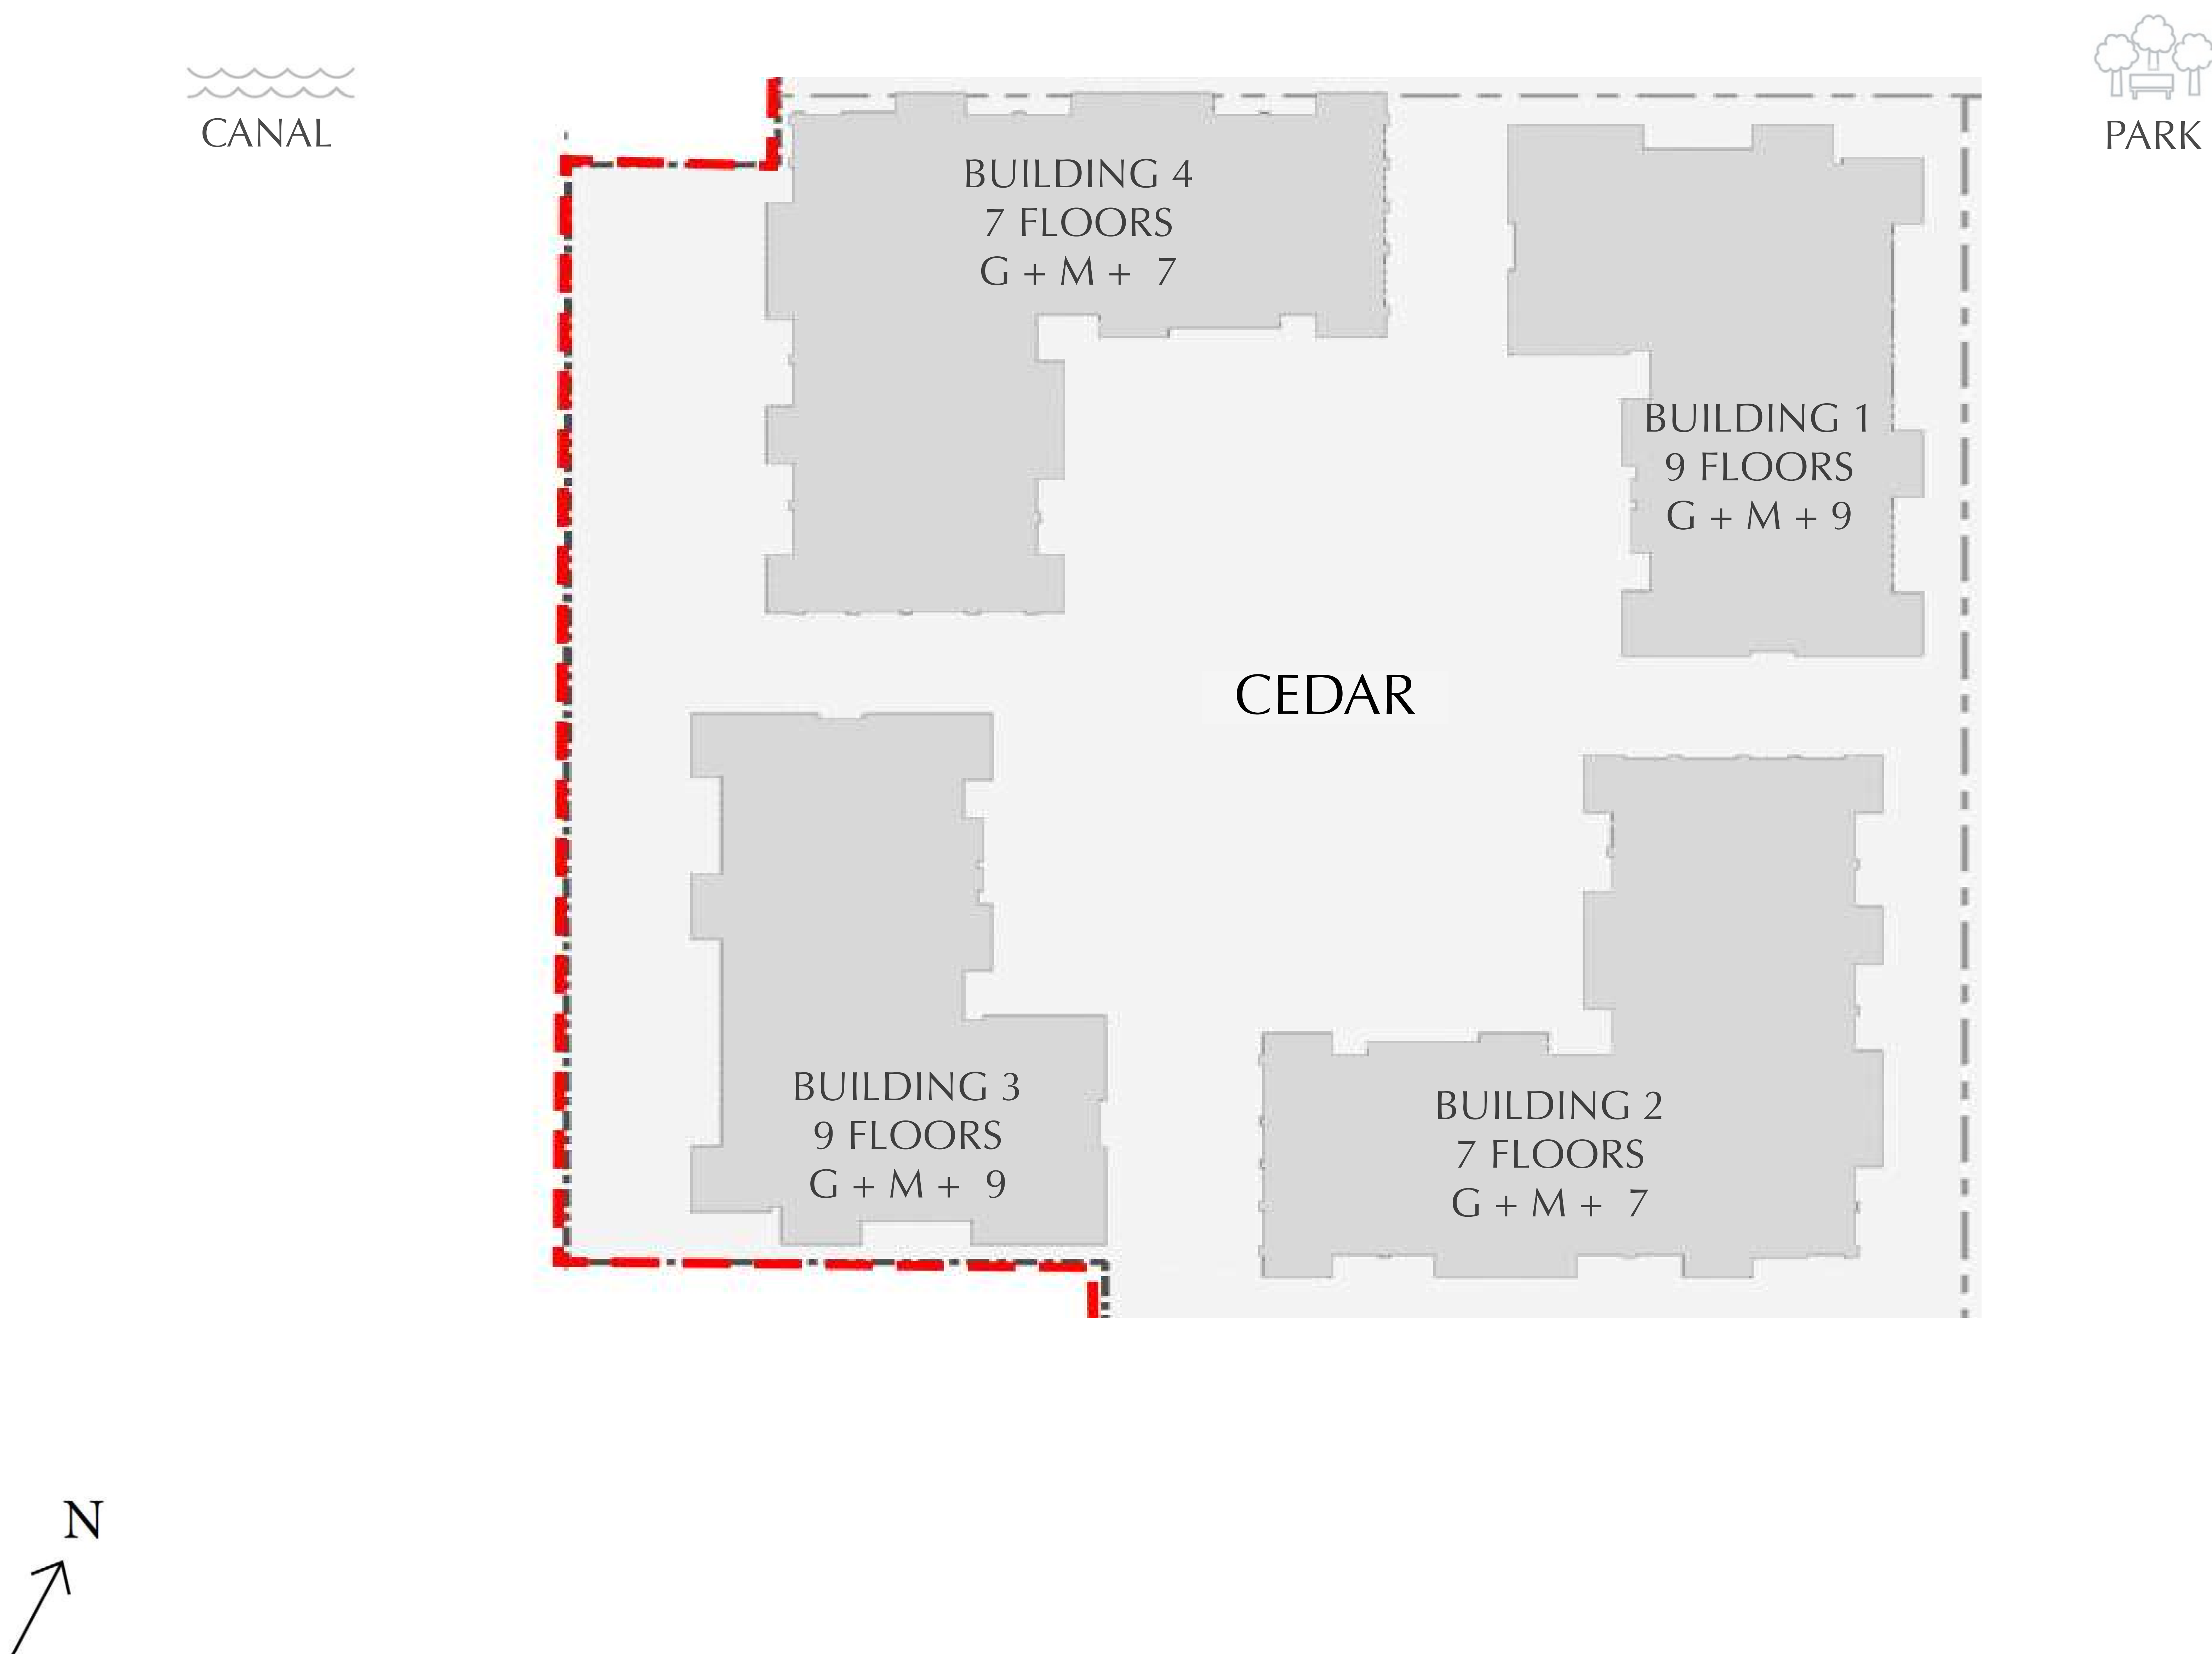 CANAL
PARK
BUILDING 4
7 FLOORS
G + M + 7
BUILDING 1
9 FLOORS
G + M + 9
CEDAR
BUILDING 3
9 FLOORS
G + M + 9
BUILDING 2
7 FLOORS
G + M + 7
N